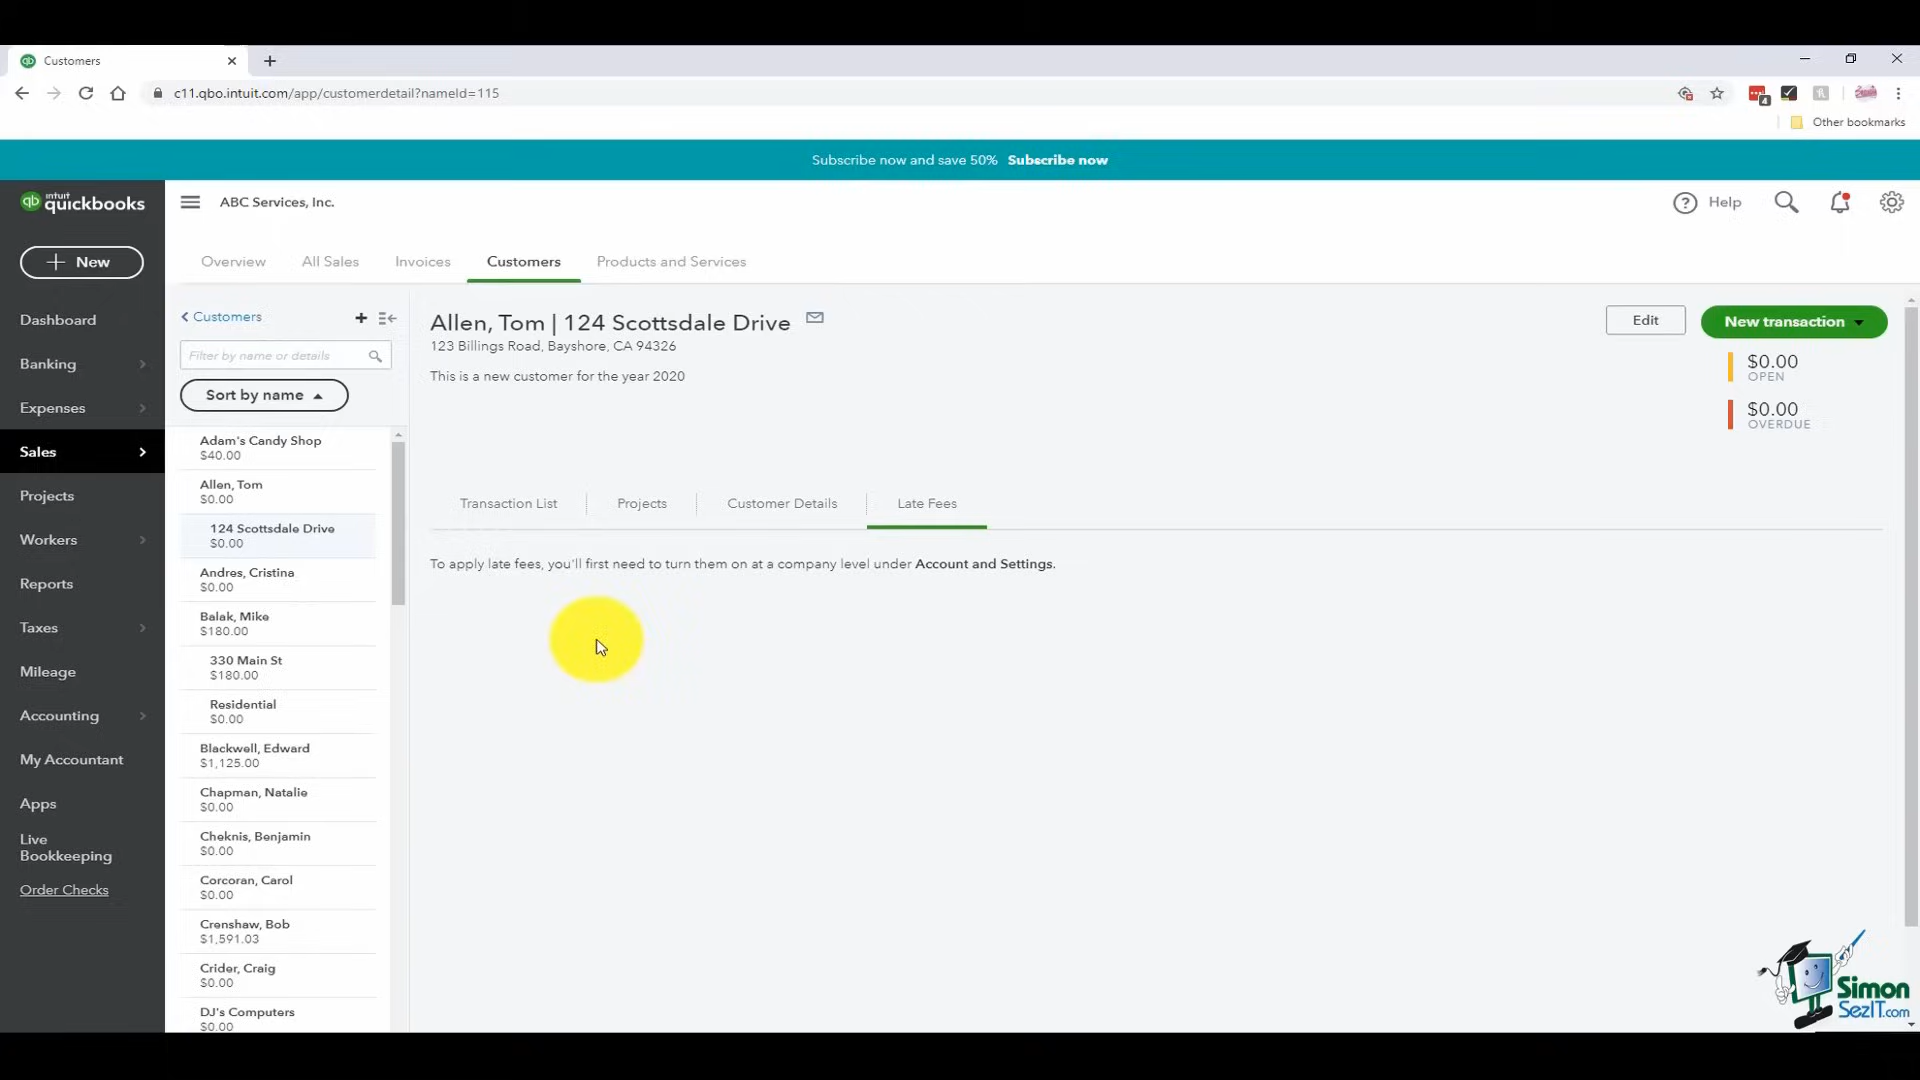 Customers
c11.qbo.intuit.com/app/customerdetail?nameId=115
4
Other bookmarks
Subscribe now and save 50% Subscribe now
intuit
qb quickbooks
ABC Services, Inc.
? Help
+ New
Overview
All Sales
Invoices
Customers
Products and Services
Dashboard
Banking
Expenses
Sales
Projects
Workers
Reports
Taxes
Mileage
Accounting
My Accountant
Apps
Live
Bookkeeping
Order Checks
Customers
Filter by name or details
Sort by name
Adam's Candy Shop
$40.00
Allen, Tom
$0.00
124 Scottsdale Drive
$0.00
Andres, Cristina
$0.00
Balak, Mike
$180.00
330 Main St
$180.00
Residential
$0.00
Blackwell, Edward
$1,125.00
Chapman, Natalie
$0.00
Cheknis, Benjamin
$0.00
Corcoran, Carol
$0.00
Crenshaw, Bob
$1,591.03
Crider, Craig
$0.00
DJ's Computers
$0.00
Allen, Tom | 124 Scottsdale Drive
123 Billings Road, Bayshore, CA 94326
This is a new customer for the year 2020
Edit
New transaction
$0.00
OPEN
$0.00
OVERDUE
Transaction List
Projects
Customer Details
Late Fees
To apply late fees, you'll first need to turn them on at a company level under Account and Settings.
Simon
SezIT.com